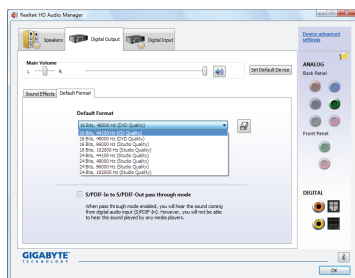 Realtek HD Audio Manager
Speakers
Digital Output
Digital Input
Device advanced settings
Main Volume
L
R
Set Default Device
ANALOG
Back Panel
Sound Effects
Default Format
Default Format
16 Bits, 48000 Hz (DVD Quality)
16 Bits, 44100 Hz (CD Quality)
16 Bits, 48000 Hz (DVD Quality)
16 Bits, 96000 Hz (Studio Quality)
16 Bits, 192000 Hz (Studio Quality)
24 Bits, 44100 Hz (Studio Quality)
24 Bits, 48000 Hz (Studio Quality)
24 Bits, 96000 Hz (Studio Quality)
24 Bits, 192000 Hz (Studio Quality)
Front Panel
S/PDIF-In to S/PDIF-Out pass through mode
When pass through mode enabled, you will hear the sound coming
from digital audio input (S/PDIF-In). However, you will not be able
to hear the sound played by any media players.
DIGITAL
GIGABYTE
TECHNOLOGY
OK